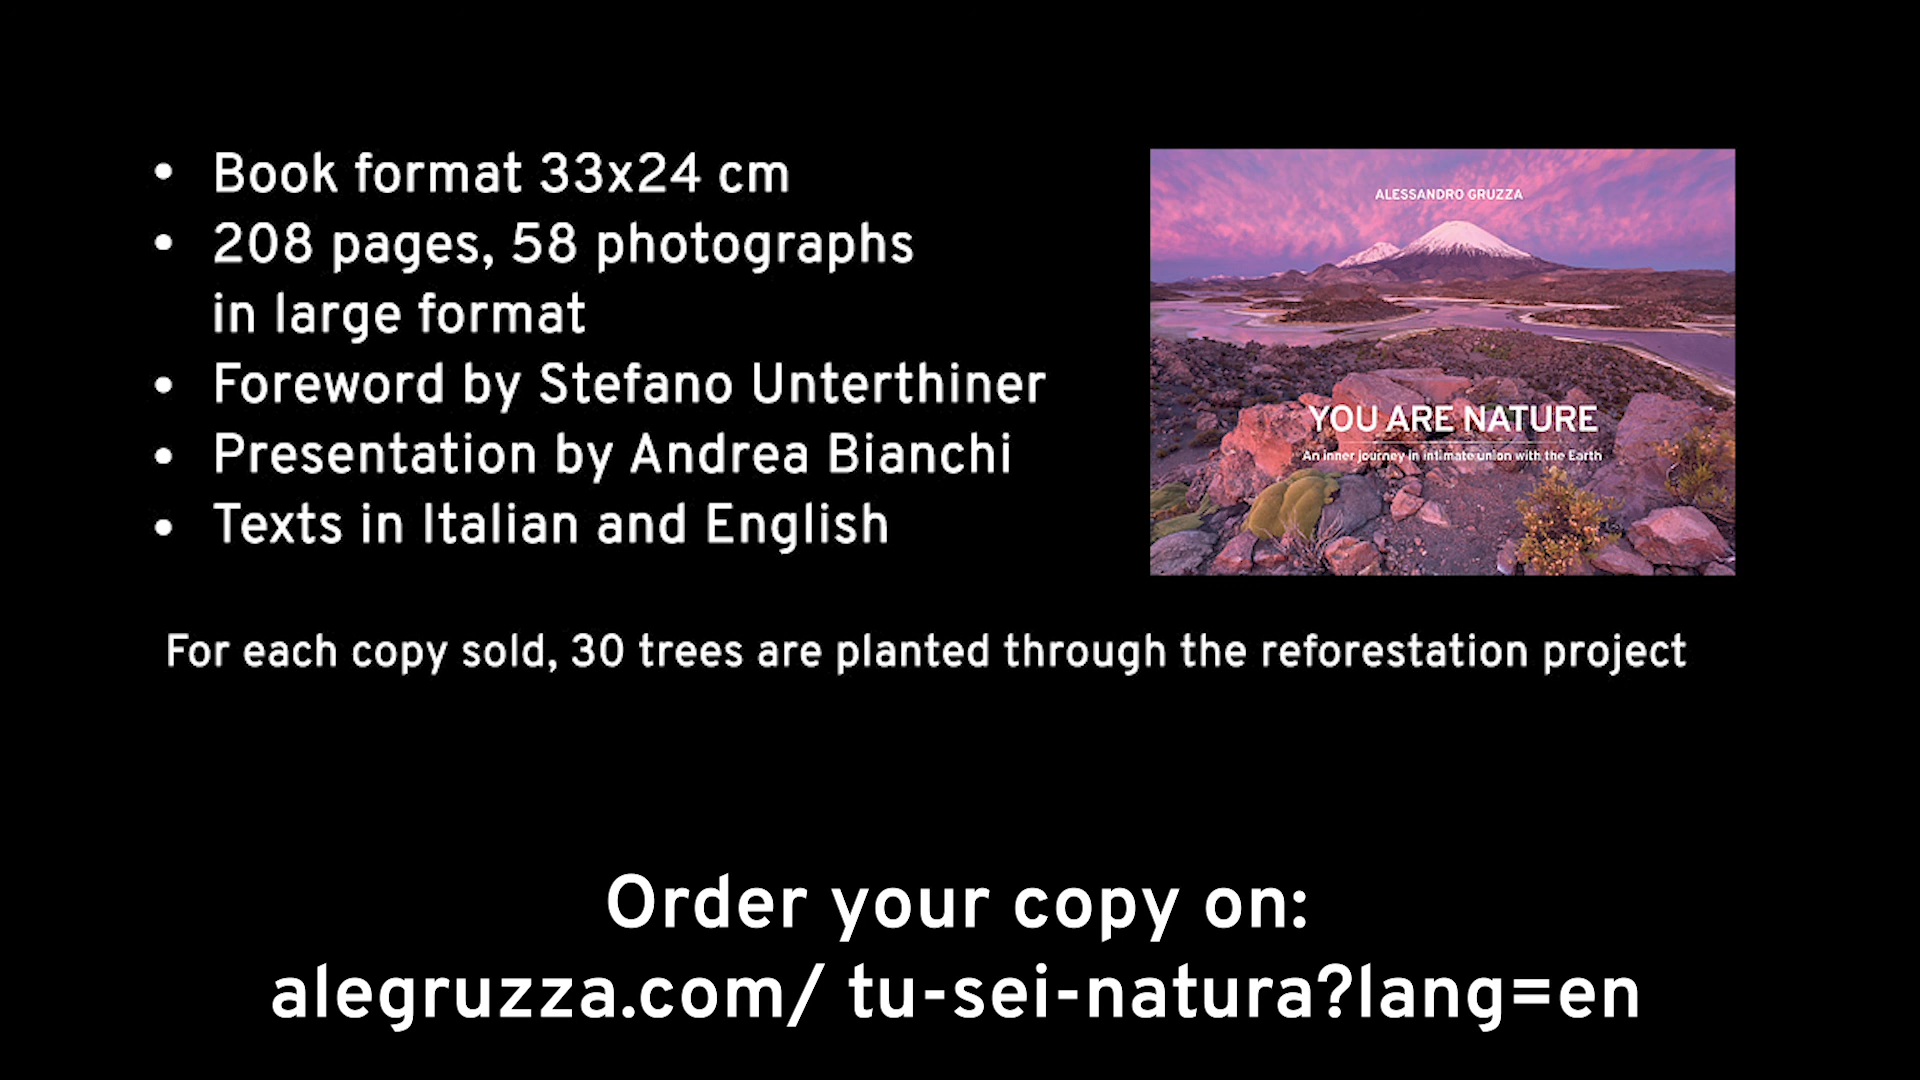 • Book format 33x24 cm
• 208 pages, 58 photographs
in large format
• Foreword by Stefano Unterthiner
• Presentation by Andrea Bianchi
• Texts in Italian and English
ALESSANDRO GRUZZA
YOU ARE NATURE
An inner journey in intimate union with the Earth
For each copy sold, 30 trees are planted through the reforestation project
Order your copy on:
alegruzza.com/ tu-sei-natura?lang=en